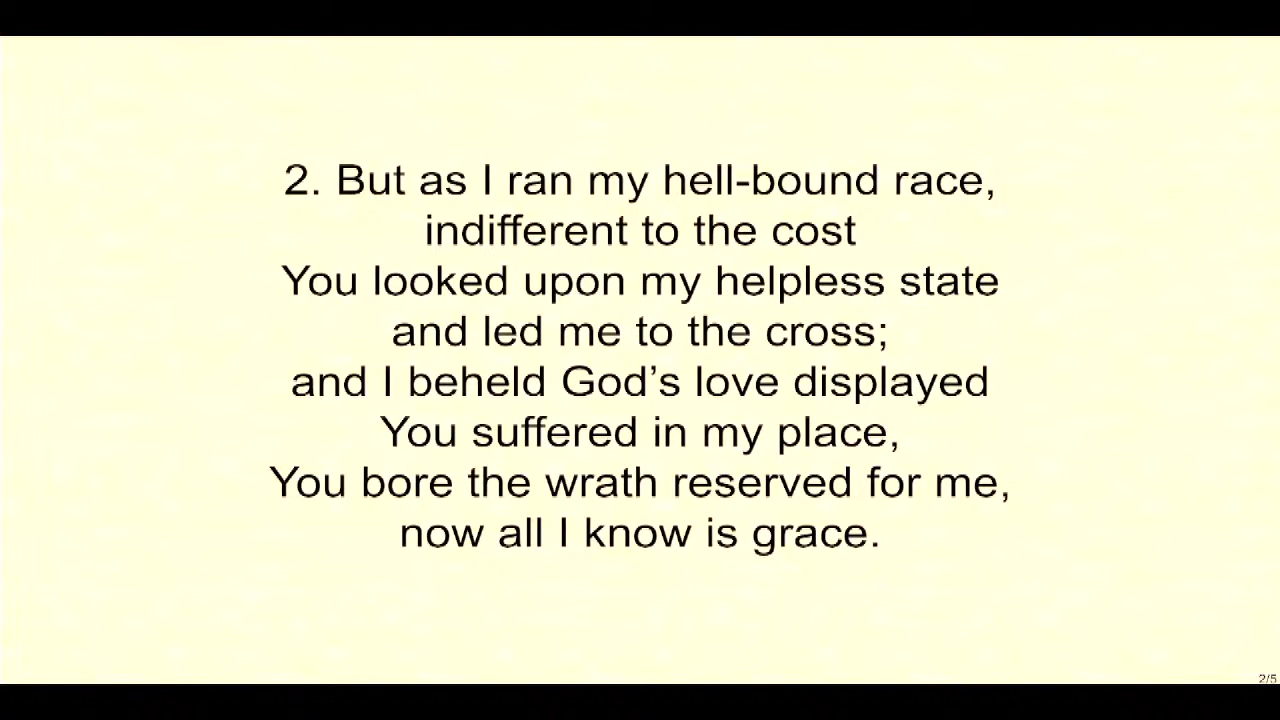 2. But as I ran my hell-bound race,
indifferent to the cost
You looked upon my helpless state
and led me to the cross;
and I beheld God’s love displayed
You suffered in my place,
You bore the wrath reserved for me,
now all I know is grace.
2/5